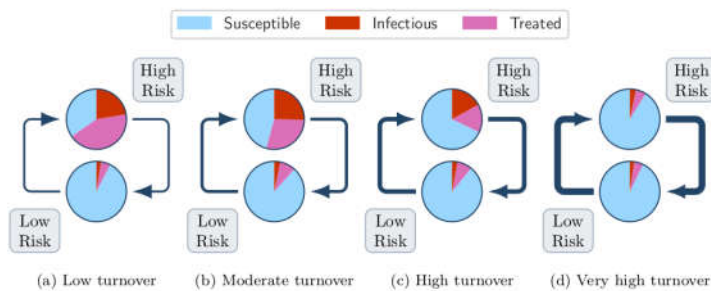 Susceptible Infectious Treated
High
Risk
High
Risk
High
Risk
High
Risk
Low
Risk
Low
Risk
Low
Risk
Low
Risk
(a) Low turnover
(b) Moderate turnover
(c) High turnover
(d) Very high turnover